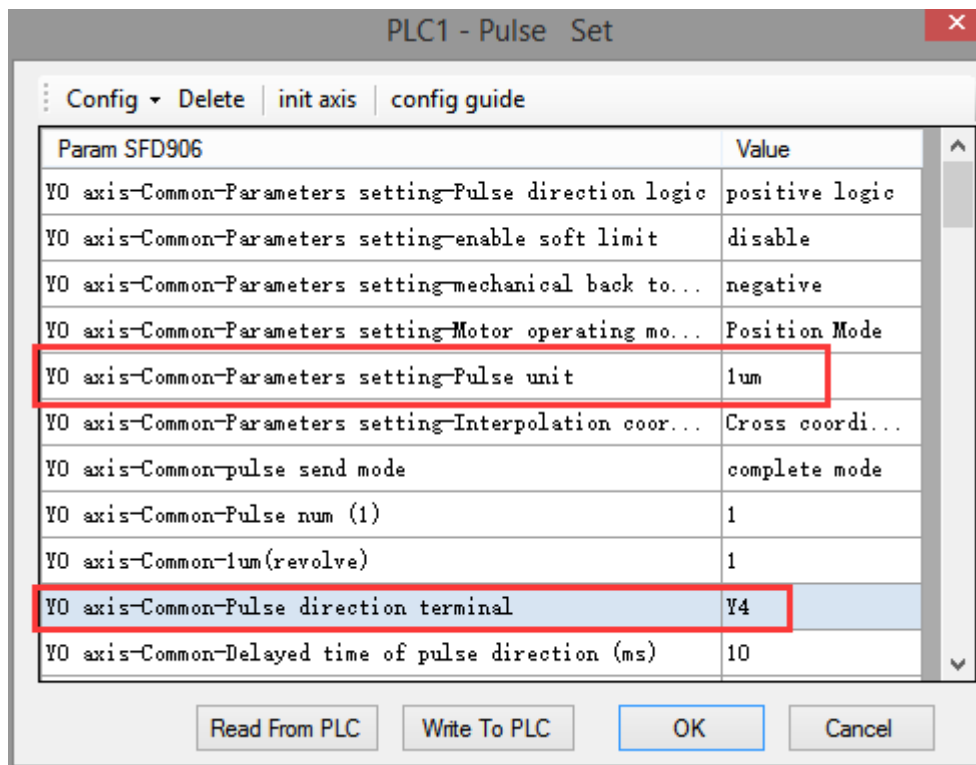 PLC1 - Pulse Set
Config Delete init axis config guide
Param SFD906 Value
Y0 axis-Common-Parameters setting-Pulse direction logic positive logic
Y0 axis-Common-Parameters setting-enable soft limit disable
Y0 axis-Common-Parameters setting-mechanical back to... negative
Y0 axis-Common-Parameters setting-Motor operating mo... Position Mode
Y0 axis-Common-Parameters setting-Pulse unit 1um
Y0 axis-Common-Parameters setting-Interpolation coor... Cross coordi...
Y0 axis-Common-pulse send mode complete mode
Y0 axis-Common-Pulse num (1) 1
Y0 axis-Common-1um(revolve) 1
Y0 axis-Common-Pulse direction terminal Y4
Y0 axis-Common-Delayed time of pulse direction (ms) 10
Read From PLC Write To PLC OK Cancel